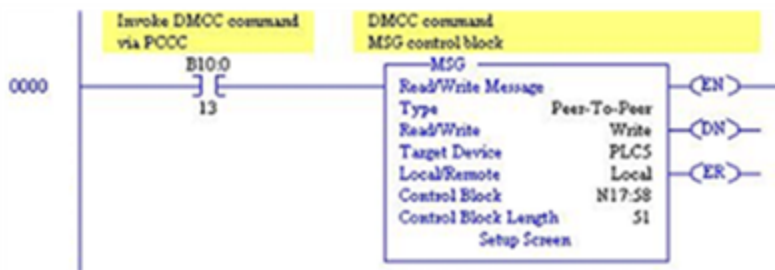 Invoke DMCC command
via PCCC
DMCC command
MSG control block
B10:0
13
0000
MSG
Read/Write Message
Type Peer-To-Peer
Read/Write Write
Target Device PLC5
Local/Remote Local
Control Block N17:58
Control Block Length 51
Setup Screen
EN
DN
ER